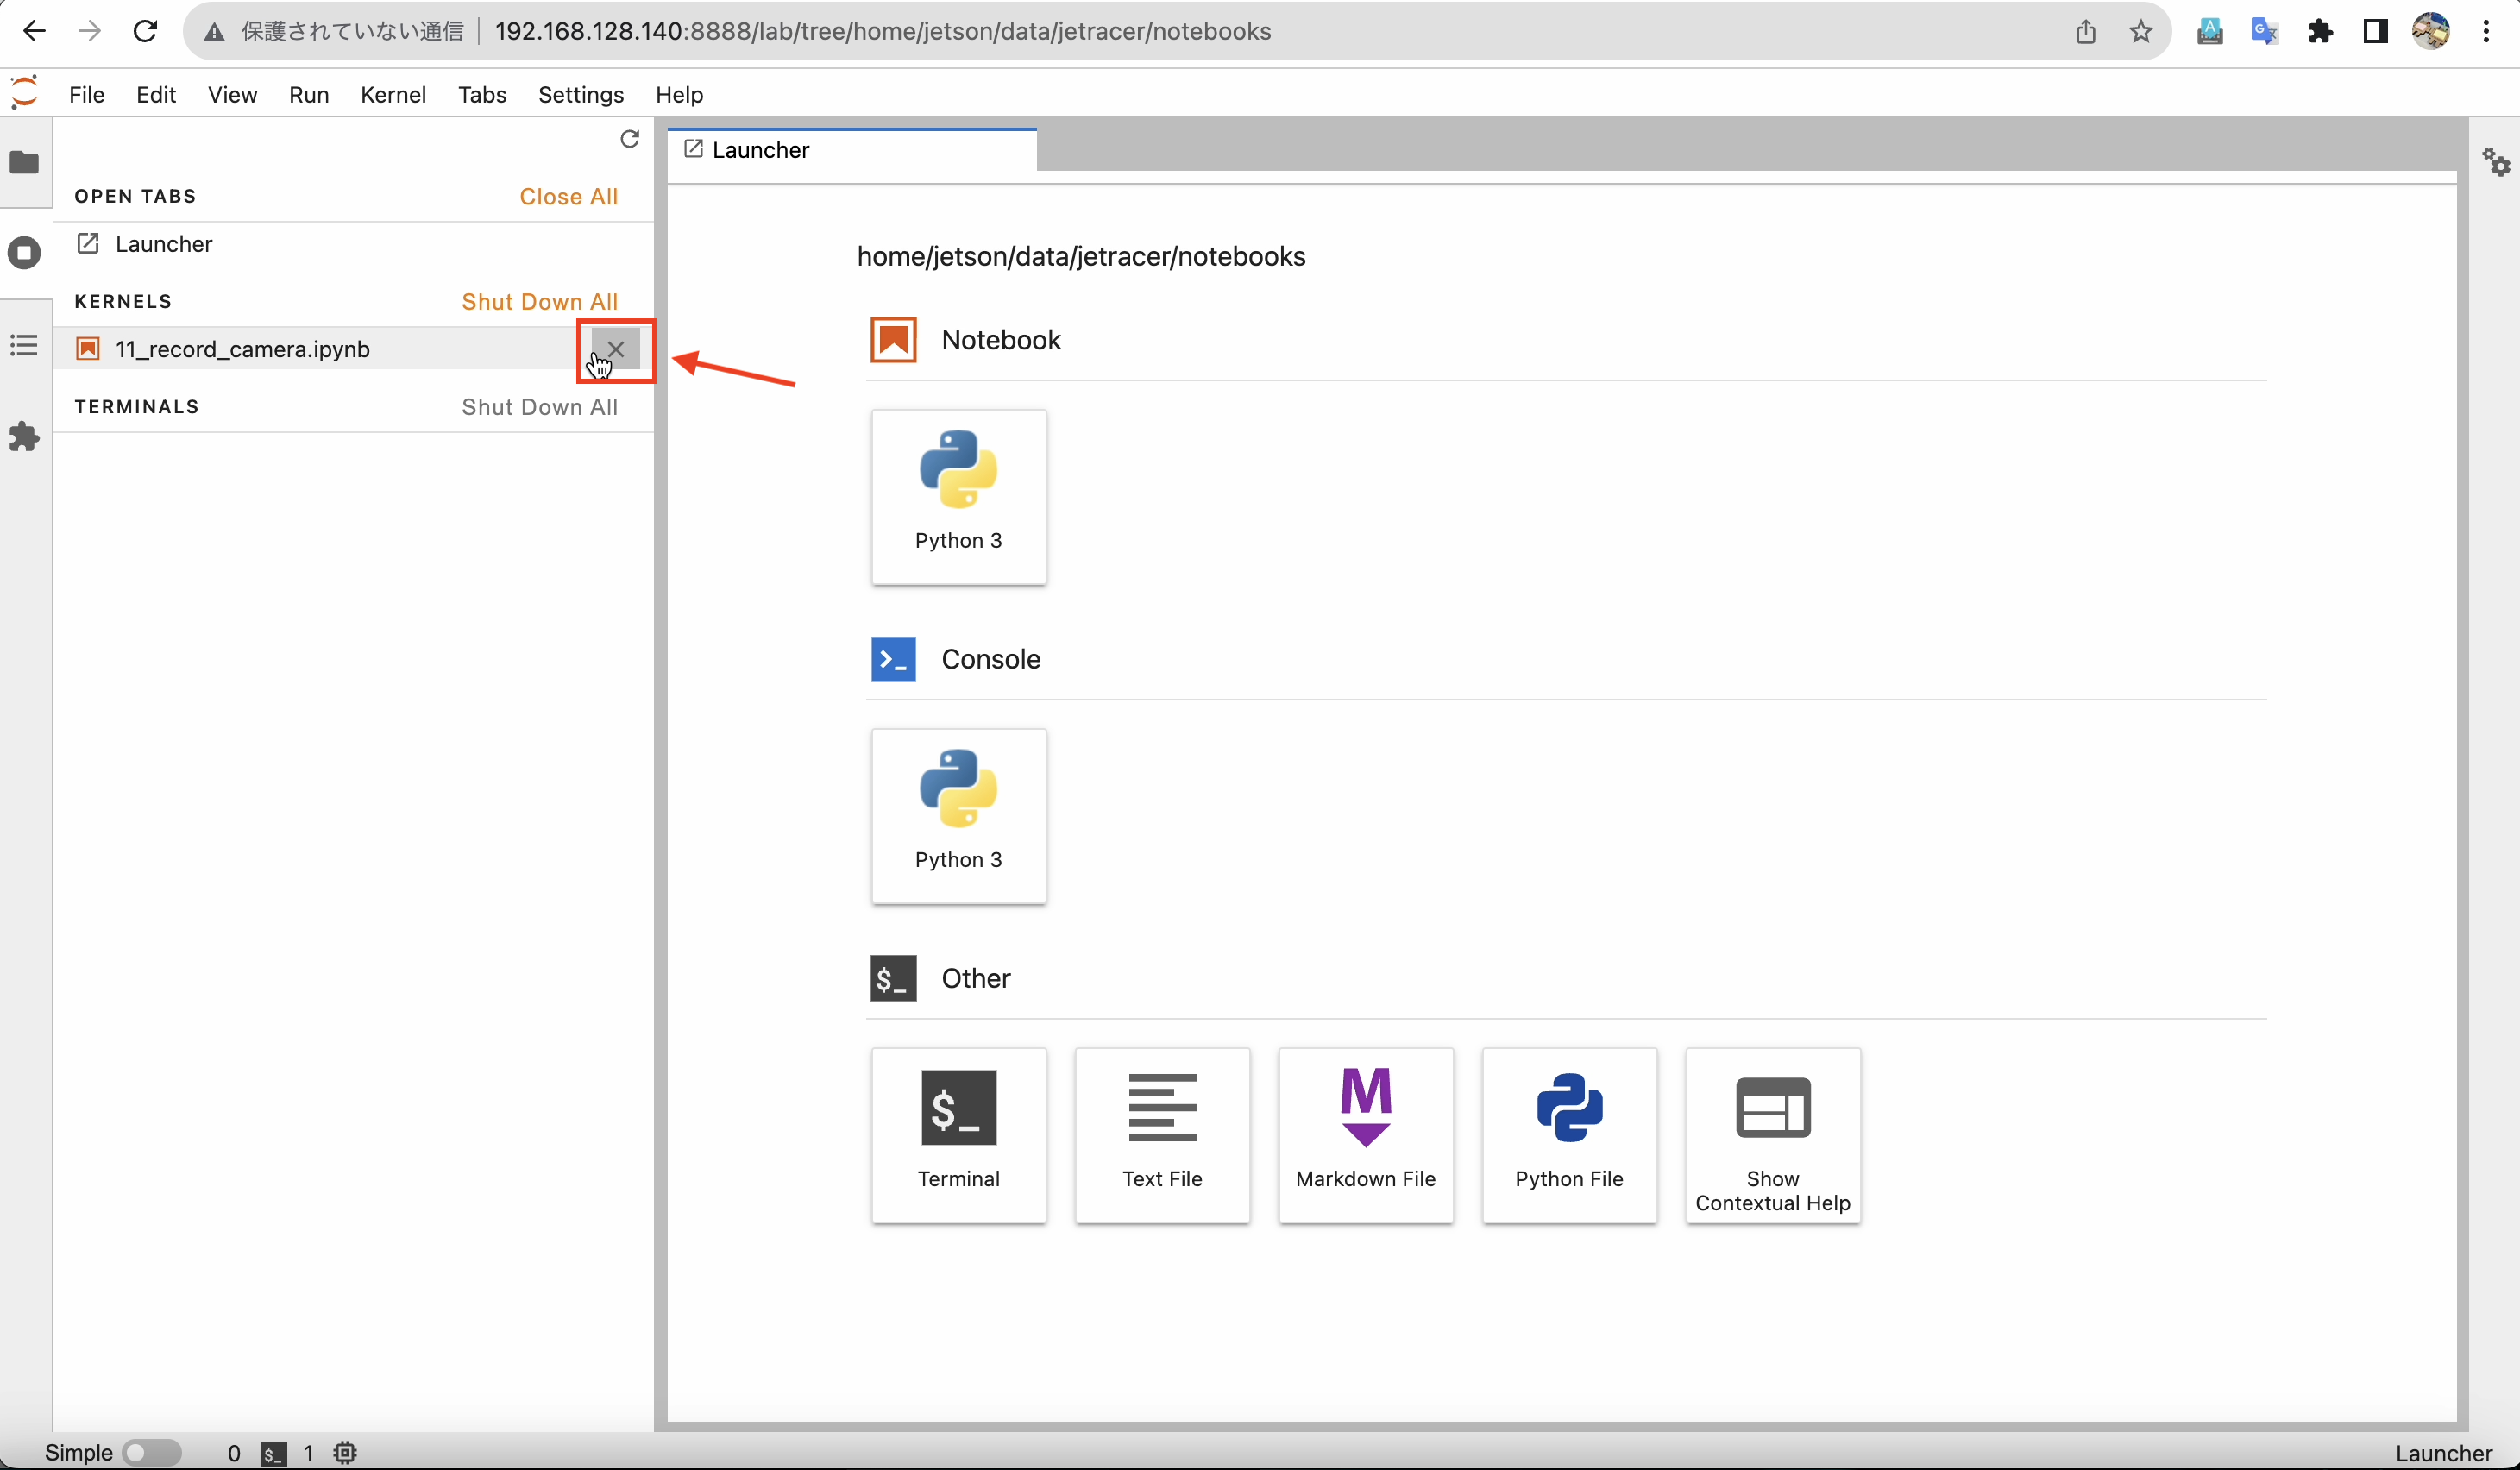 保護されていない通信 192.168.128.140:8888/lab/tree/home/jetson/data/jetracer/notebooks
File Edit View Run Kernel Tabs Settings Help
Launcher
OPEN TABS Close All
Launcher
KERNELS Shut Down All
11_record_camera.ipynb
TERMINALS Shut Down All
home/jetson/data/jetracer/notebooks
Notebook
Python 3
>_ Console
Python 3
$_ Other
$_
Terminal
Text File
M
Markdown File
Python File
Show
Contextual Help
Simple 0 $_ 1 Launcher